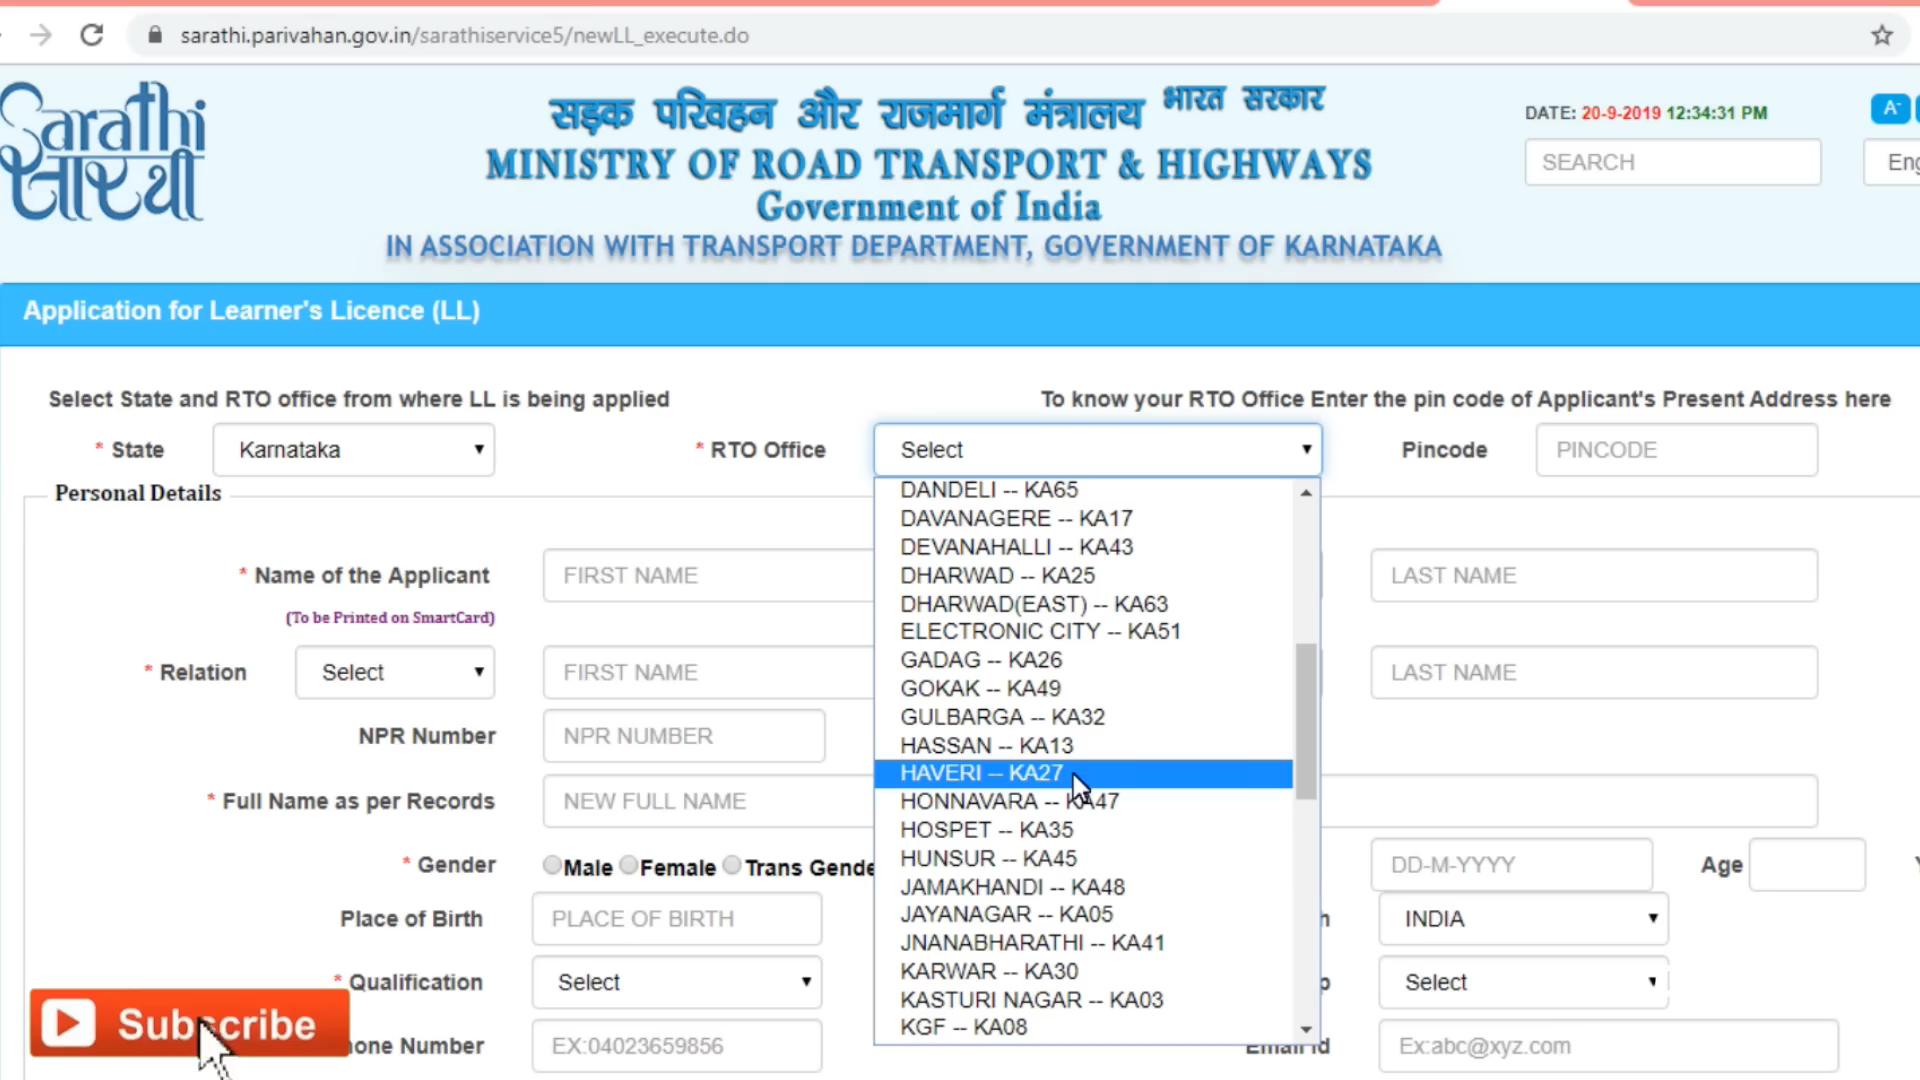 sarathi.parivahan.gov.in/sarathiservice5/newLL_execute.do
Sarathi
सारथी
सड़क परिवहन और राजमार्ग मंत्रालय भारत सरकार
MINISTRY OF ROAD TRANSPORT & HIGHWAYS
Government of India
IN ASSOCIATION WITH TRANSPORT DEPARTMENT, GOVERNMENT OF KARNATAKA
DATE: 20-9-2019 12:34:31 PM
A-
SEARCH
Eng
Application for Learner's Licence (LL)
Select State and RTO office from where LL is being applied
To know your RTO Office Enter the pin code of Applicant's Present Address here
* State Karnataka
* RTO Office Select
Pincode PINCODE
Personal Details
DANDELI -- KA65
DAVANAGERE -- KA17
DEVANAHALLI -- KA43
DHARWAD -- KA25
DHARWAD(EAST) -- KA63
ELECTRONIC CITY -- KA51
GADAG -- KA26
GOKAK -- KA49
GULBARGA -- KA32
HASSAN -- KA13
HAVERI -- KA27
HONNAVARA -- KA47
HOSPET -- KA35
HUNSUR -- KA45
JAMAKHANDI -- KA48
JAYANAGAR -- KA05
JNANABHARATHI -- KA41
KARWAR -- KA30
KASTURI NAGAR -- KA03
KGF -- KA08
* Name of the Applicant FIRST NAME LAST NAME
(To be Printed on SmartCard)
* Relation Select FIRST NAME LAST NAME
NPR Number NPR NUMBER
* Full Name as per Records NEW FULL NAME
* Gender Male Female Trans Gende DD-M-YYYY Age Y
Place of Birth PLACE OF BIRTH h INDIA
* Qualification Select p Select
hone Number EX:04023659856 Email Id Ex:abc@xyz.com
Subscribe